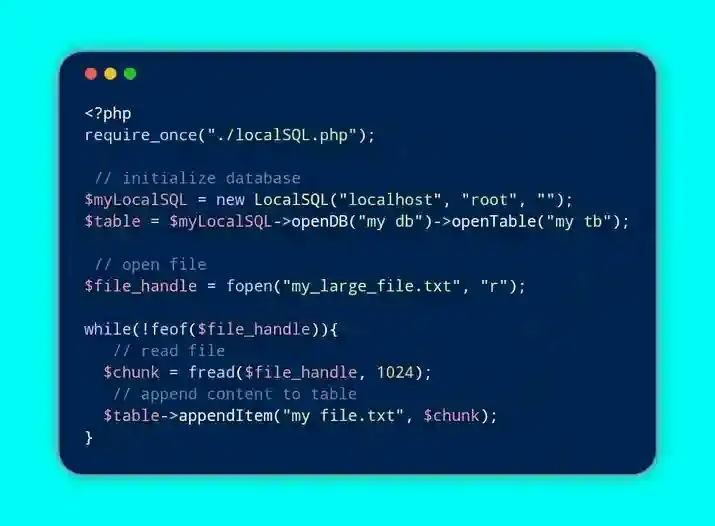 <?php
require_once("./localSQL.php");
// initialize database
$myLocalSQL = new LocalSQL("localhost", "root", "");
$table = $myLocalSQL->openDB("my db")->openTable("my tb");
// open file
$file_handle = fopen("my_large_file.txt", "r");
while(!feof($file_handle)){
// read file
$chunk = fread($file_handle, 1024);
// append content to table
$table->appendItem("my file.txt", $chunk);
}